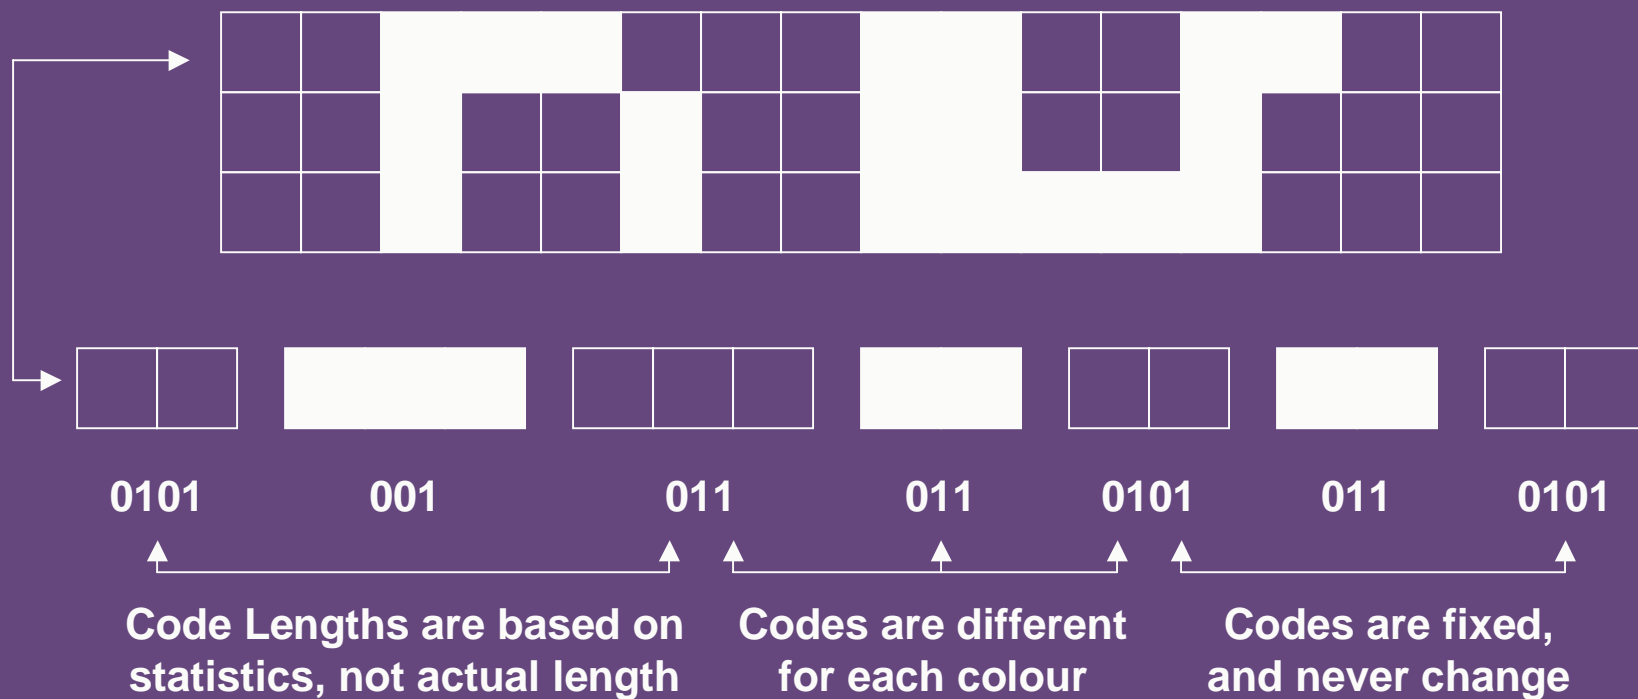 0101 001 011 011 0101 011 0101
Code Lengths are based on
statistics, not actual length
Codes are different
for each colour
Codes are fixed,
and never change